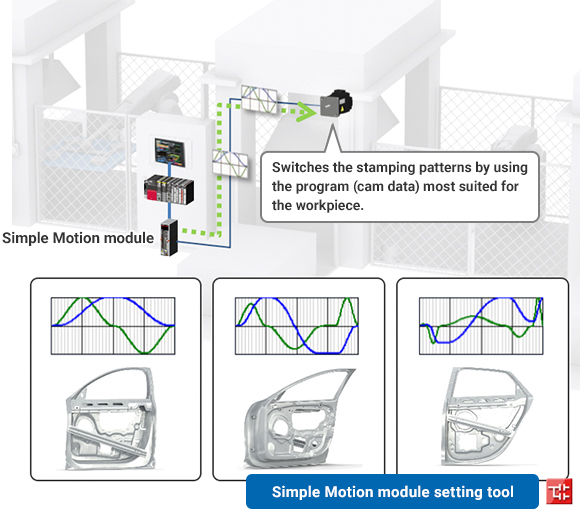 Switches the stamping patterns by using
the program (cam data) most suited for
the workpiece.
Simple Motion module
Simple Motion module setting tool